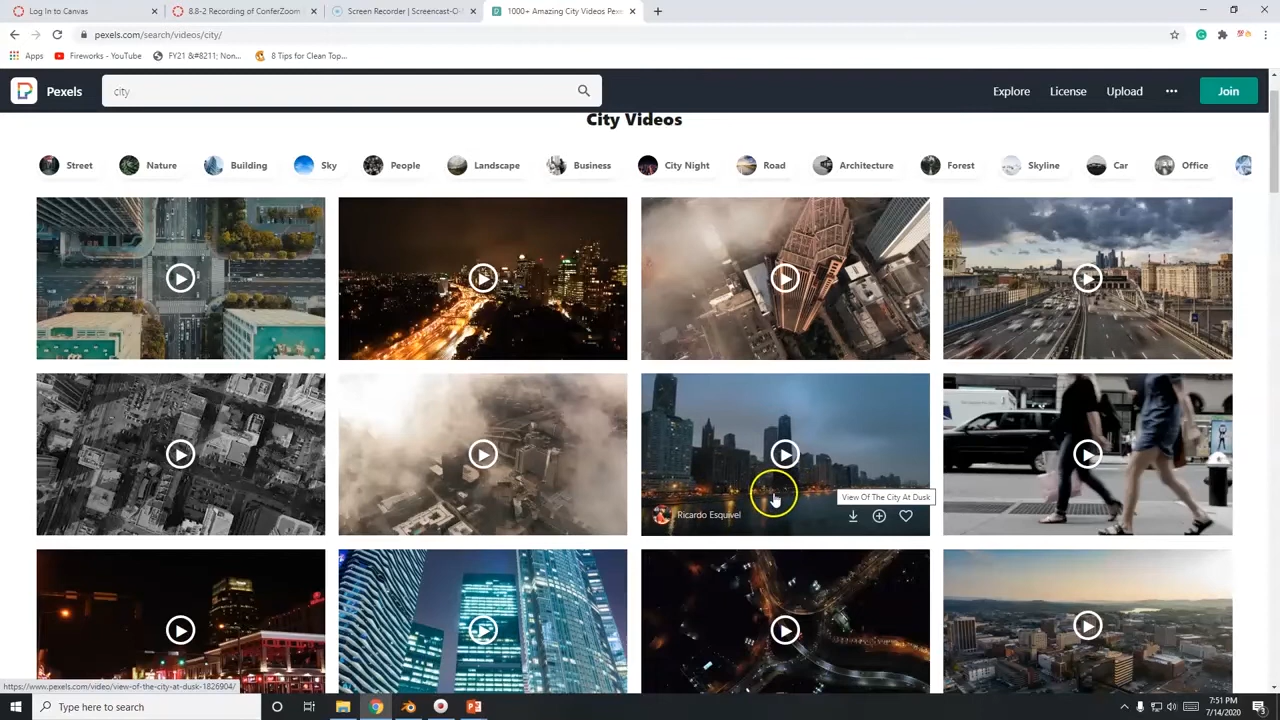 Log In to Canvas
8.8-2 Recording of ConferZoom
Screen Recorder | Screencast-O-
1000+ Amazing City Videos Pexe
pexels.com/search/videos/city/
Apps
Fireworks - YouTube
FY21 &#8211; Non...
8 Tips for Clean Top...
Pexels
city
Explore
License
Upload
Join
City Videos
Street
Nature
Building
Sky
People
Landscape
Business
City Night
Road
Architecture
Forest
Skyline
Car
Office
View Of The City At Dusk
Ricardo Esquivel
https://www.pexels.com/video/view-of-the-city-at-dusk-1826904/
Type here to search
7:51 PM
7/14/2020
3